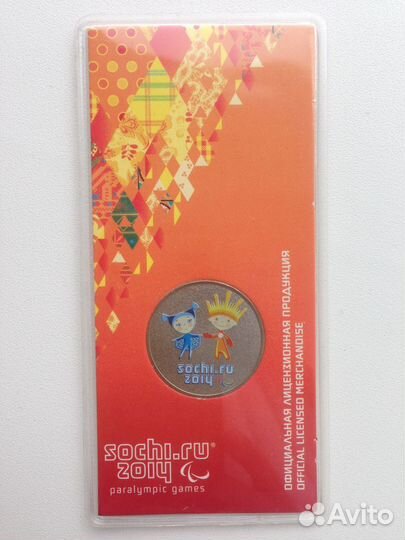 sochi.ru
2014
sochi.ru®
2014
paralympic games
ОФИЦИАЛЬНАЯ ЛИЦЕНЗИОННАЯ ПРОДУКЦИЯ
OFFICIAL LICENSED MERCHANDISE
Avito